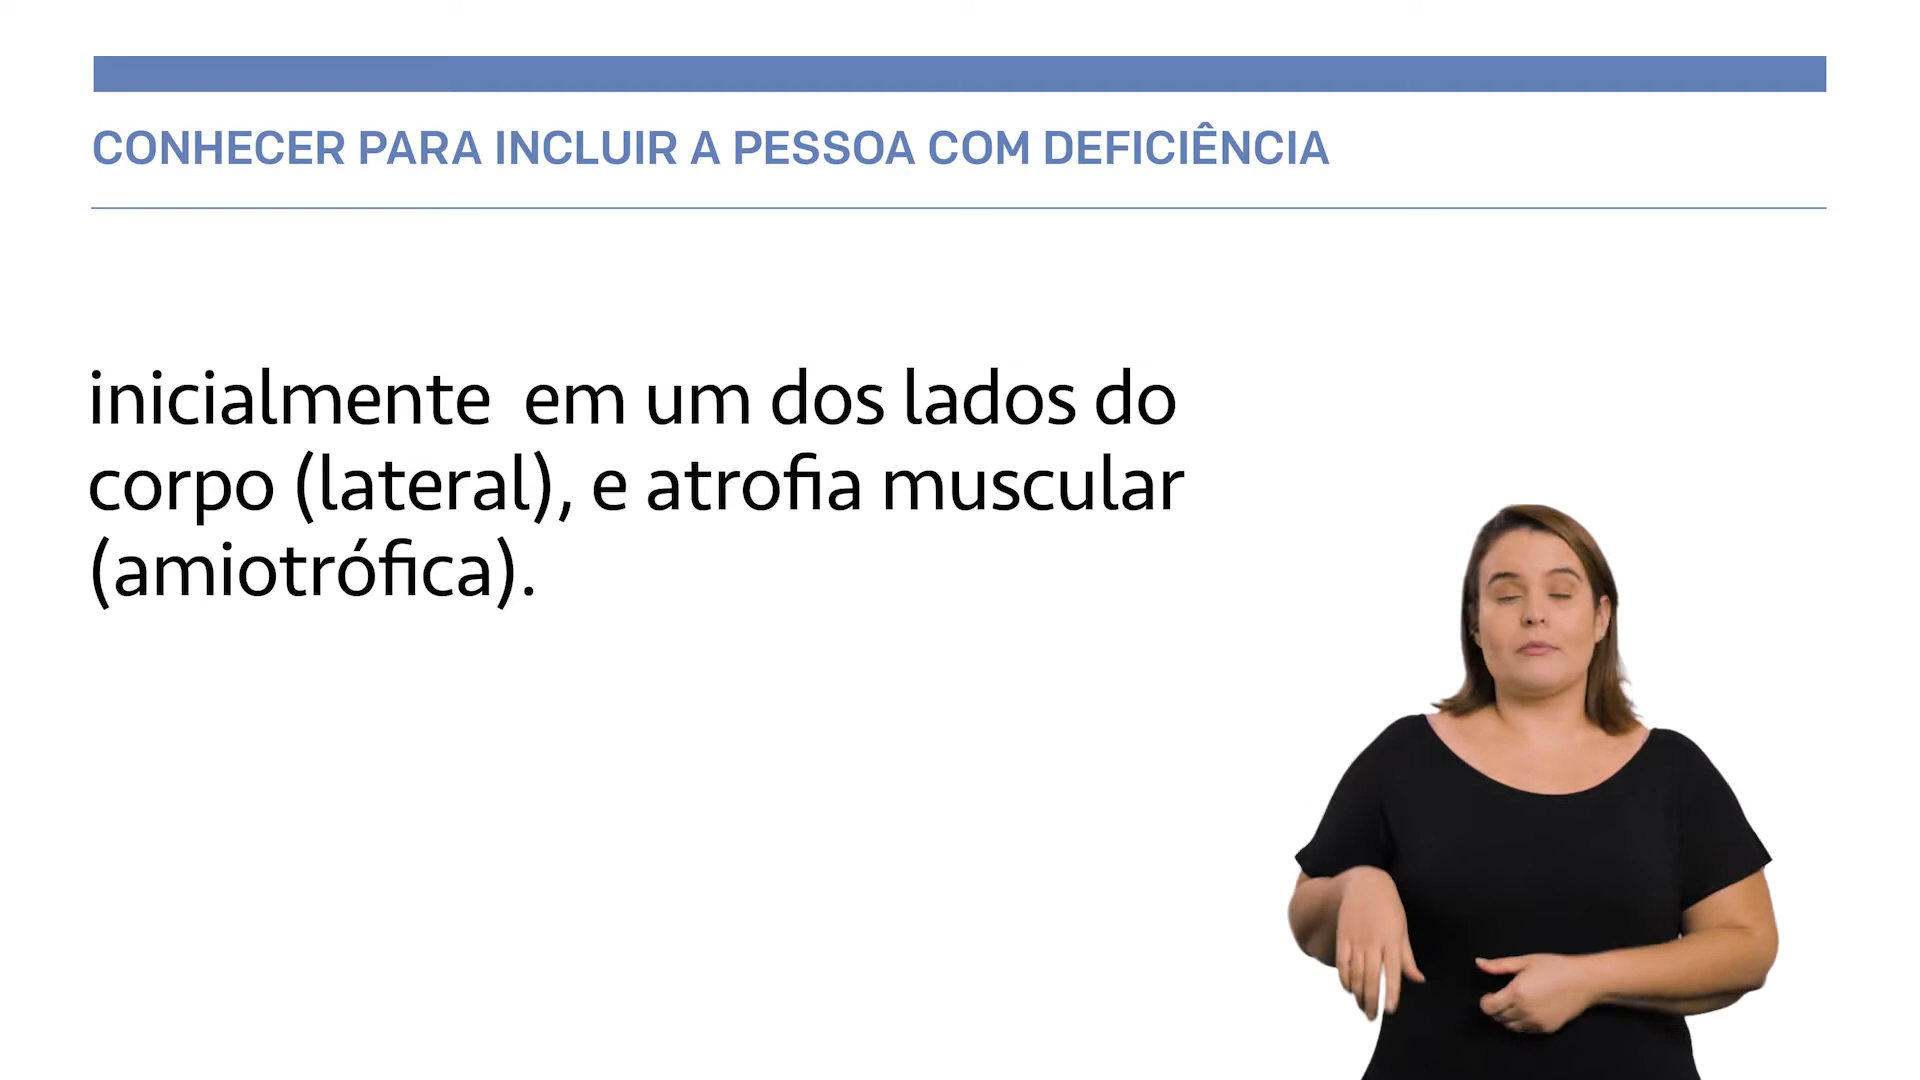 CONHECER PARA INCLUIR A PESSOA COM DEFICIÊNCIA
inicialmente em um dos lados do
corpo (lateral), e atrofia muscular
(amiotrófica).